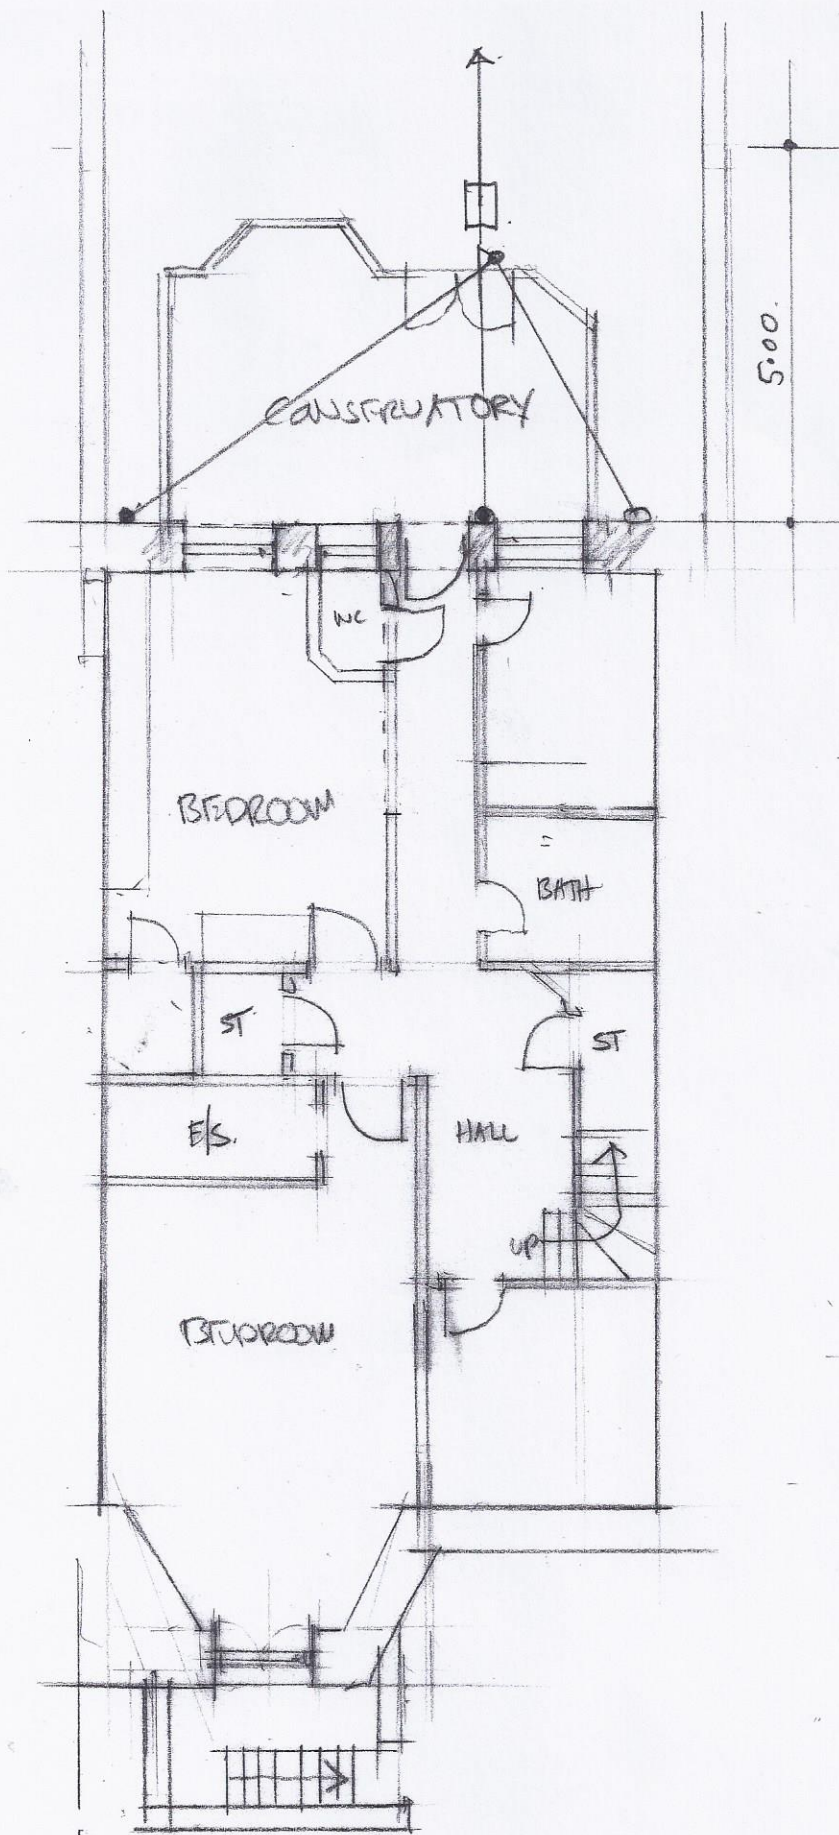 CONSERVATORY
5.00.
WC
BEDROOM
BATH
ST
ST
E/S.
HALL
UP
BEDROOM